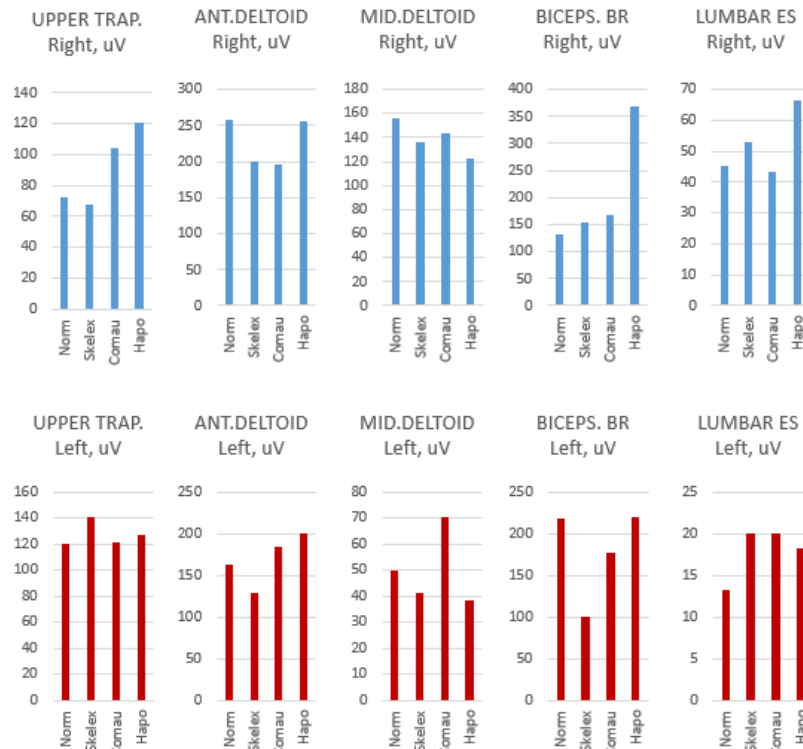 UPPER TRAP.
Right, uV
140
120
100
80
60
40
20
0
Norm
Skelex
Comau
Hapo
ANT.DELTOID
Right, uV
300
250
200
150
100
50
0
Norm
Skelex
Comau
Hapo
MID.DELTOID
Right, uV
180
160
140
120
100
80
60
40
20
0
Norm
Skelex
Comau
Hapo
BICEPS. BR
Right, uV
400
350
300
250
200
150
100
50
0
Norm
Skelex
Comau
Hapo
LUMBAR ES
Right, uV
70
60
50
40
30
20
10
0
Norm
Skelex
Comau
Hapo
UPPER TRAP.
Left, uV
160
140
120
100
80
60
40
20
0
Norm
Skelex
Comau
Hapo
ANT.DELTOID
Left, uV
250
200
150
100
50
0
Norm
Skelex
Comau
Hapo
MID.DELTOID
Left, uV
80
70
60
50
40
30
20
10
0
Norm
Skelex
Comau
Hapo
BICEPS. BR
Left, uV
250
200
150
100
50
0
Norm
Skelex
Comau
Hapo
LUMBAR ES
Left, uV
25
20
15
10
5
0
Norm
Skelex
Comau
Hapo